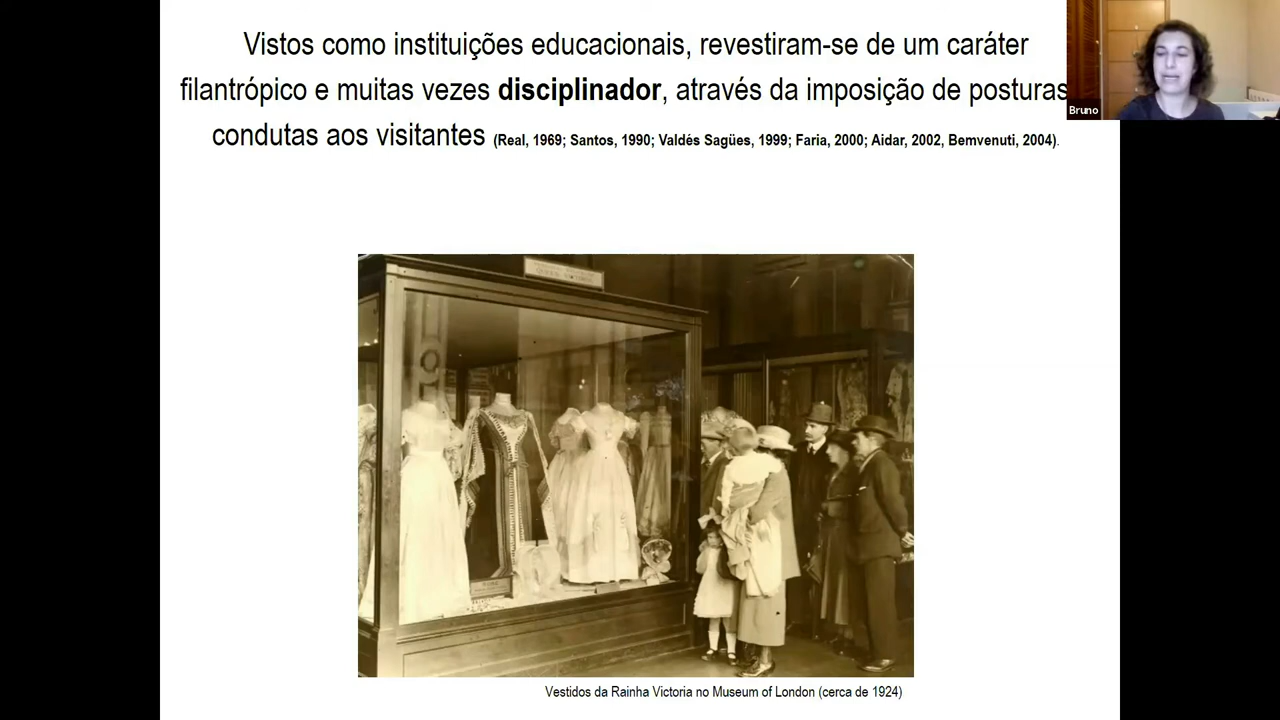 Vistos como instituições educacionais, revestiram-se de um caráter
filantrópico e muitas vezes disciplinador, através da imposição de posturas
condutas aos visitantes (Real, 1969; Santos, 1990; Valdés Sagües, 1999; Faria, 2000; Aidar, 2002, Bemvenuti, 2004).
Bruno
Vestidos da Rainha Victoria no Museum of London (cerca de 1924)